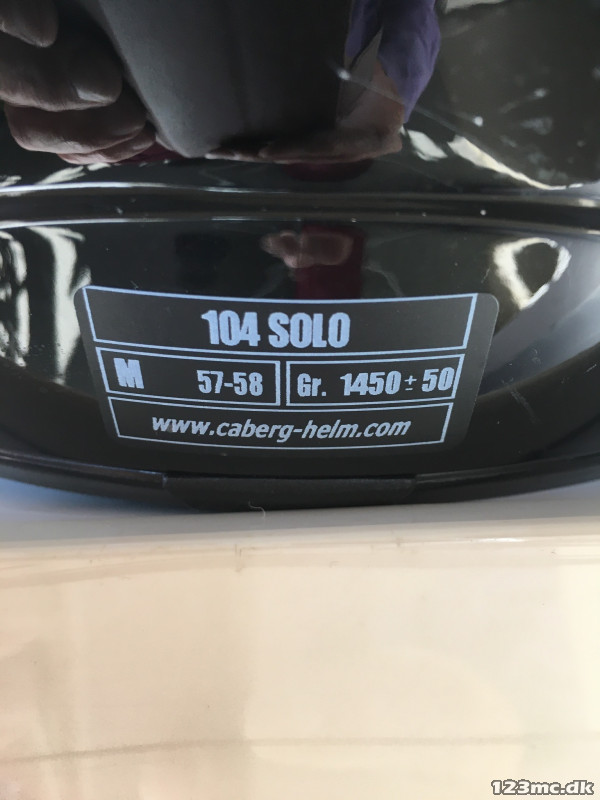 104 SOLO
M 57-58 Gr. 1450 ± 50
www.caberg-helm.com
123mc.dk